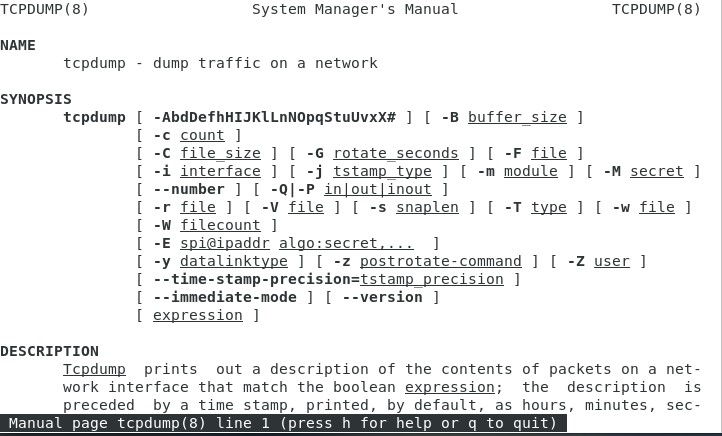 TCPDUMP(8)                  System Manager's Manual                 TCPDUMP(8)
NAME
       tcpdump - dump traffic on a network
SYNOPSIS
       tcpdump [ -AbdDefhHIJKlLnNOpqStuUvxX# ] [ -B buffer_size ]
               [ -c count ]
               [ -C file_size ] [ -G rotate_seconds ] [ -F file ]
               [ -i interface ] [ -j tstamp_type ] [ -m module ] [ -M secret ]
               [ --number ] [ -Q|-P in|out|inout ]
               [ -r file ] [ -V file ] [ -s snaplen ] [ -T type ] [ -w file ]
               [ -W filecount ]
               [ -E spi@ipaddr algo:secret,...  ]
               [ -y datalinktype ] [ -z postrotate-command ] [ -Z user ]
               [ --time-stamp-precision=tstamp_precision ]
               [ --immediate-mode ] [ --version ]
               [ expression ]
DESCRIPTION
       Tcpdump  prints  out a description of the contents of packets on a net-
       work interface that match the boolean expression;  the  description  is
       preceded  by a time stamp, printed, by default, as hours, minutes, sec-
 Manual page tcpdump(8) line 1 (press h for help or q to quit)